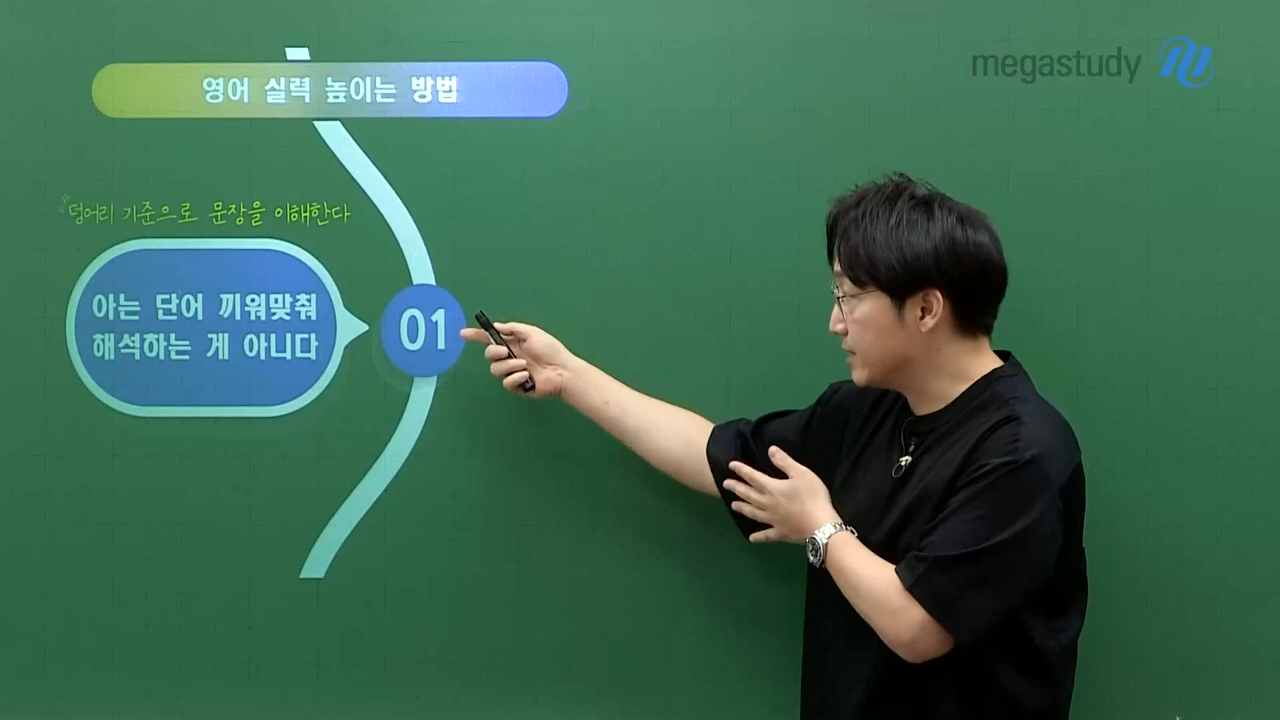 megastudy
영어 실력 높이는 방법
덩어리 기준으로 문장을 이해한다
아는 단어 끼워맞춰
해석하는 게 아니다
01